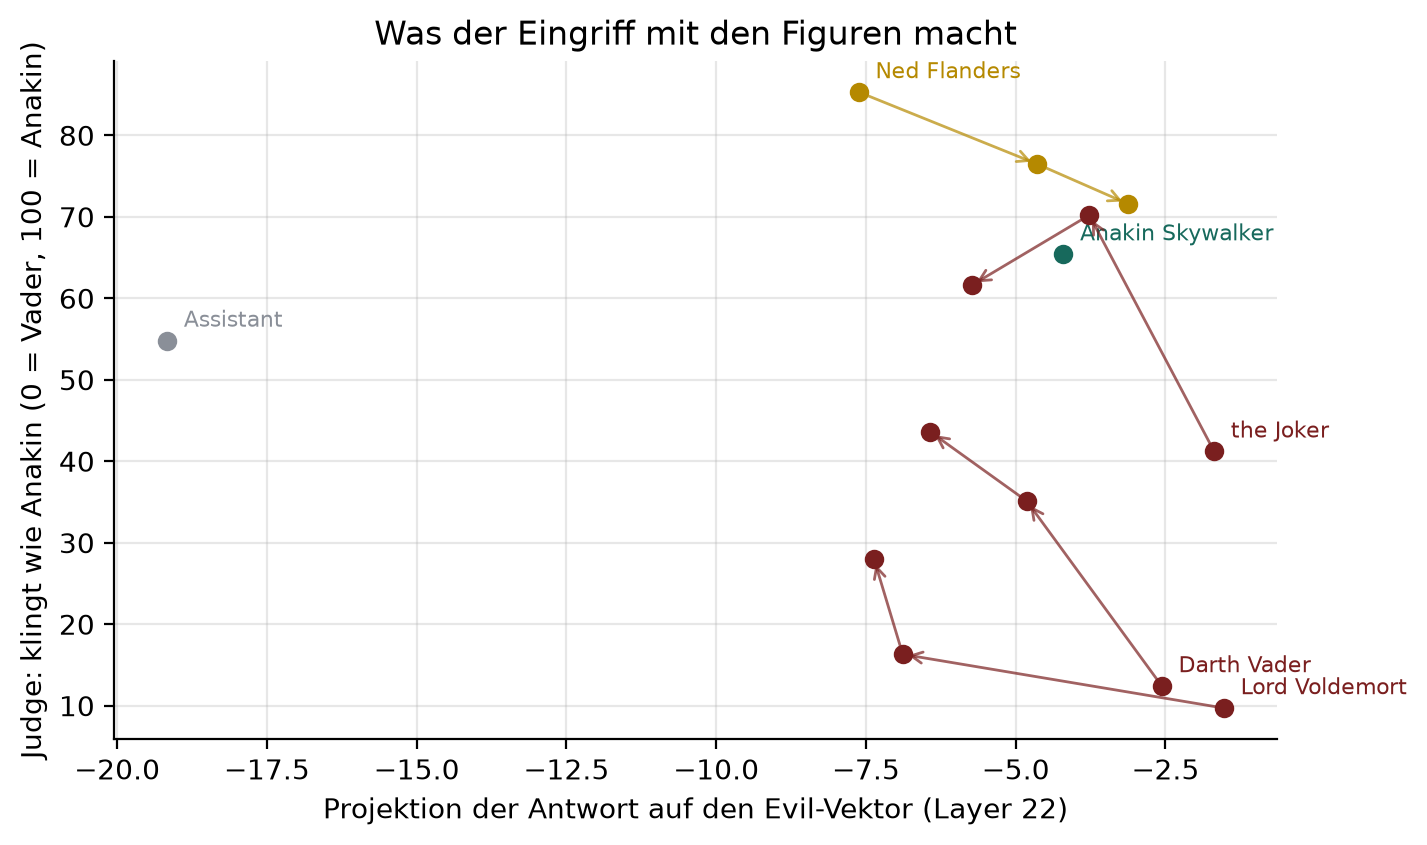 Was der Eingriff mit den Figuren macht
Judge: klingt wie Anakin (0 = Vader, 100 = Anakin)
80
70
60
50
40
30
20
10
Ned Flanders
Anakin Skywalker
Assistant
the Joker
Darth Vader
Lord Voldemort
−20.0 −17.5 −15.0 −12.5 −10.0 −7.5 −5.0 −2.5
Projektion der Antwort auf den Evil-Vektor (Layer 22)